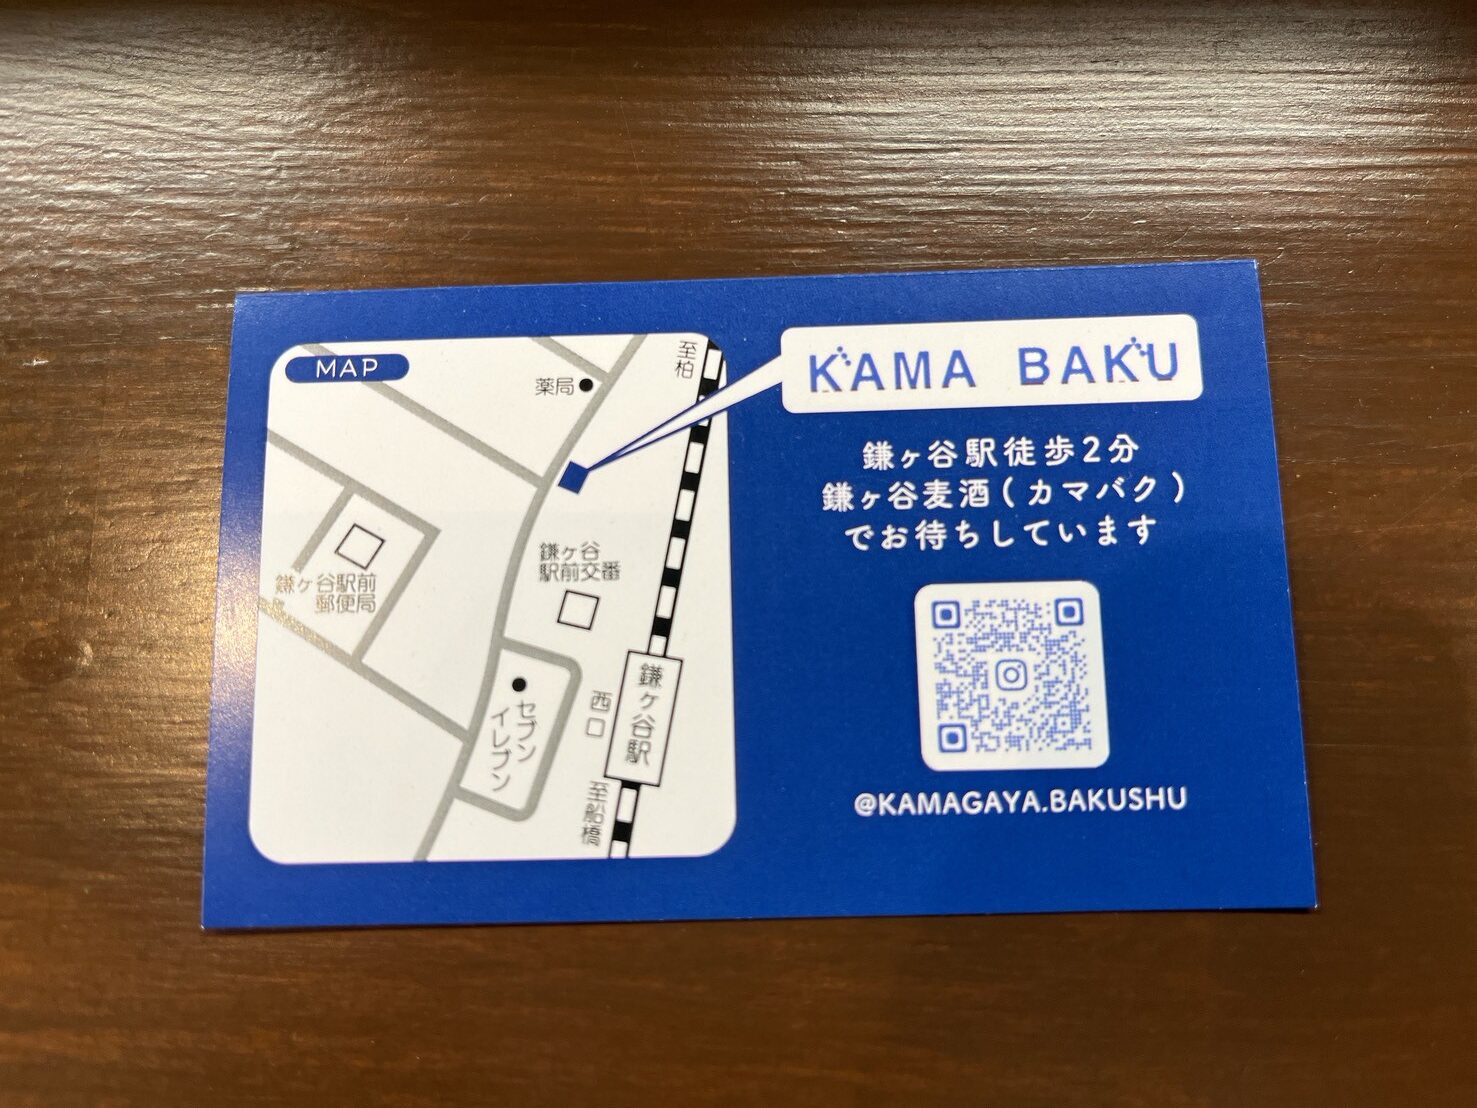 MAP
至柏
薬局
鎌ヶ谷
駅前交番
鎌ヶ谷駅前
郵便局
セブン
イレブン
西口
鎌ヶ谷駅
至船橋
KAMA BAKU
鎌ヶ谷駅徒歩2分
鎌ヶ谷麦酒(カマバク)
でお待ちしています
@KAMAGAYA.BAKUSHU